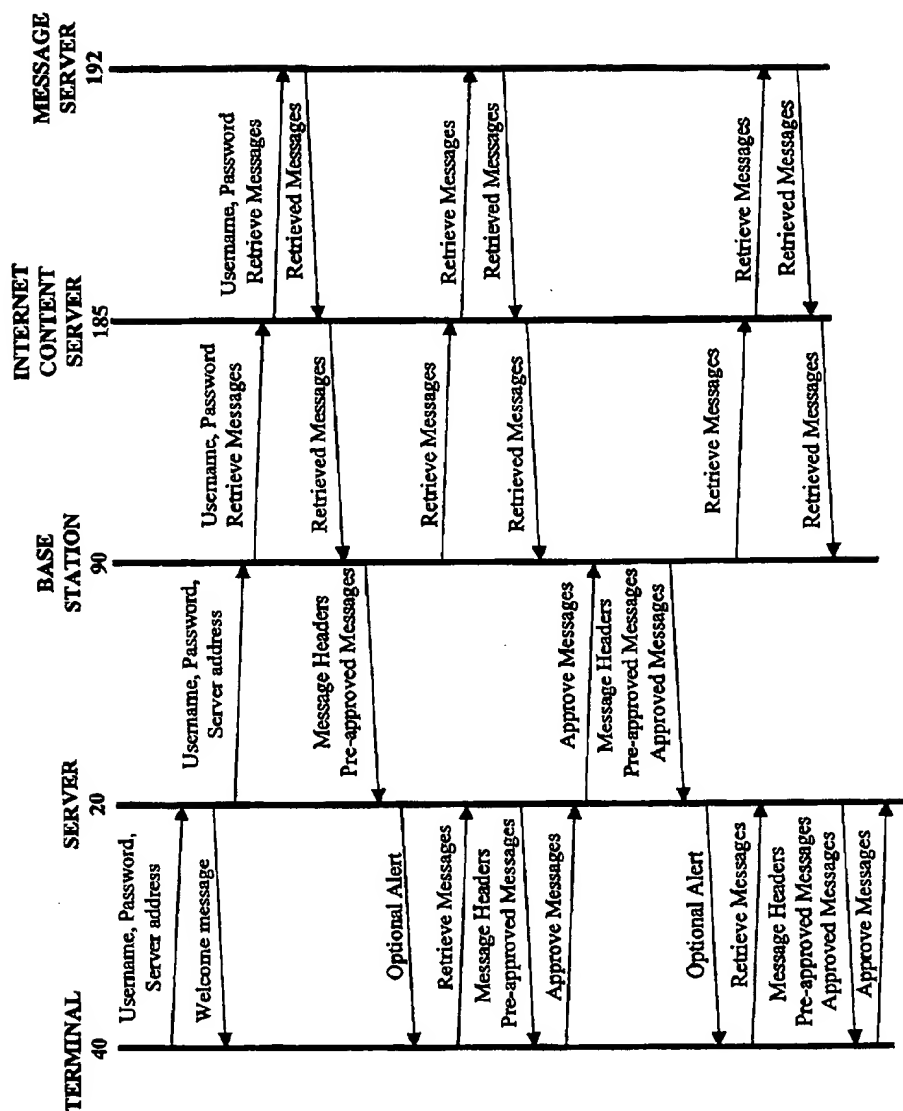 TERMINAL
40
SERVER
20
BASE
STATION
90
INTERNET
CONTENT
SERVER
185
MESSAGE
SERVER
192
Username, Password,
Server address
Welcome message
Username, Password,
Server address
Username, Password
Retrieve Messages
Username, Password
Retrieve Messages
Retrieved Messages
Retrieved Messages
Message Headers
Pre-approved Messages
Optional Alert
Retrieve Messages
Message Headers
Pre-approved Messages
Approve Messages
Retrieve Messages
Retrieve Messages
Retrieved Messages
Retrieved Messages
Approve Messages
Message Headers
Pre-approved Messages
Approved Messages
Optional Alert
Retrieve Messages
Message Headers
Pre-approved Messages
Approved Messages
Approve Messages
Retrieve Messages
Retrieve Messages
Retrieved Messages
Retrieved Messages